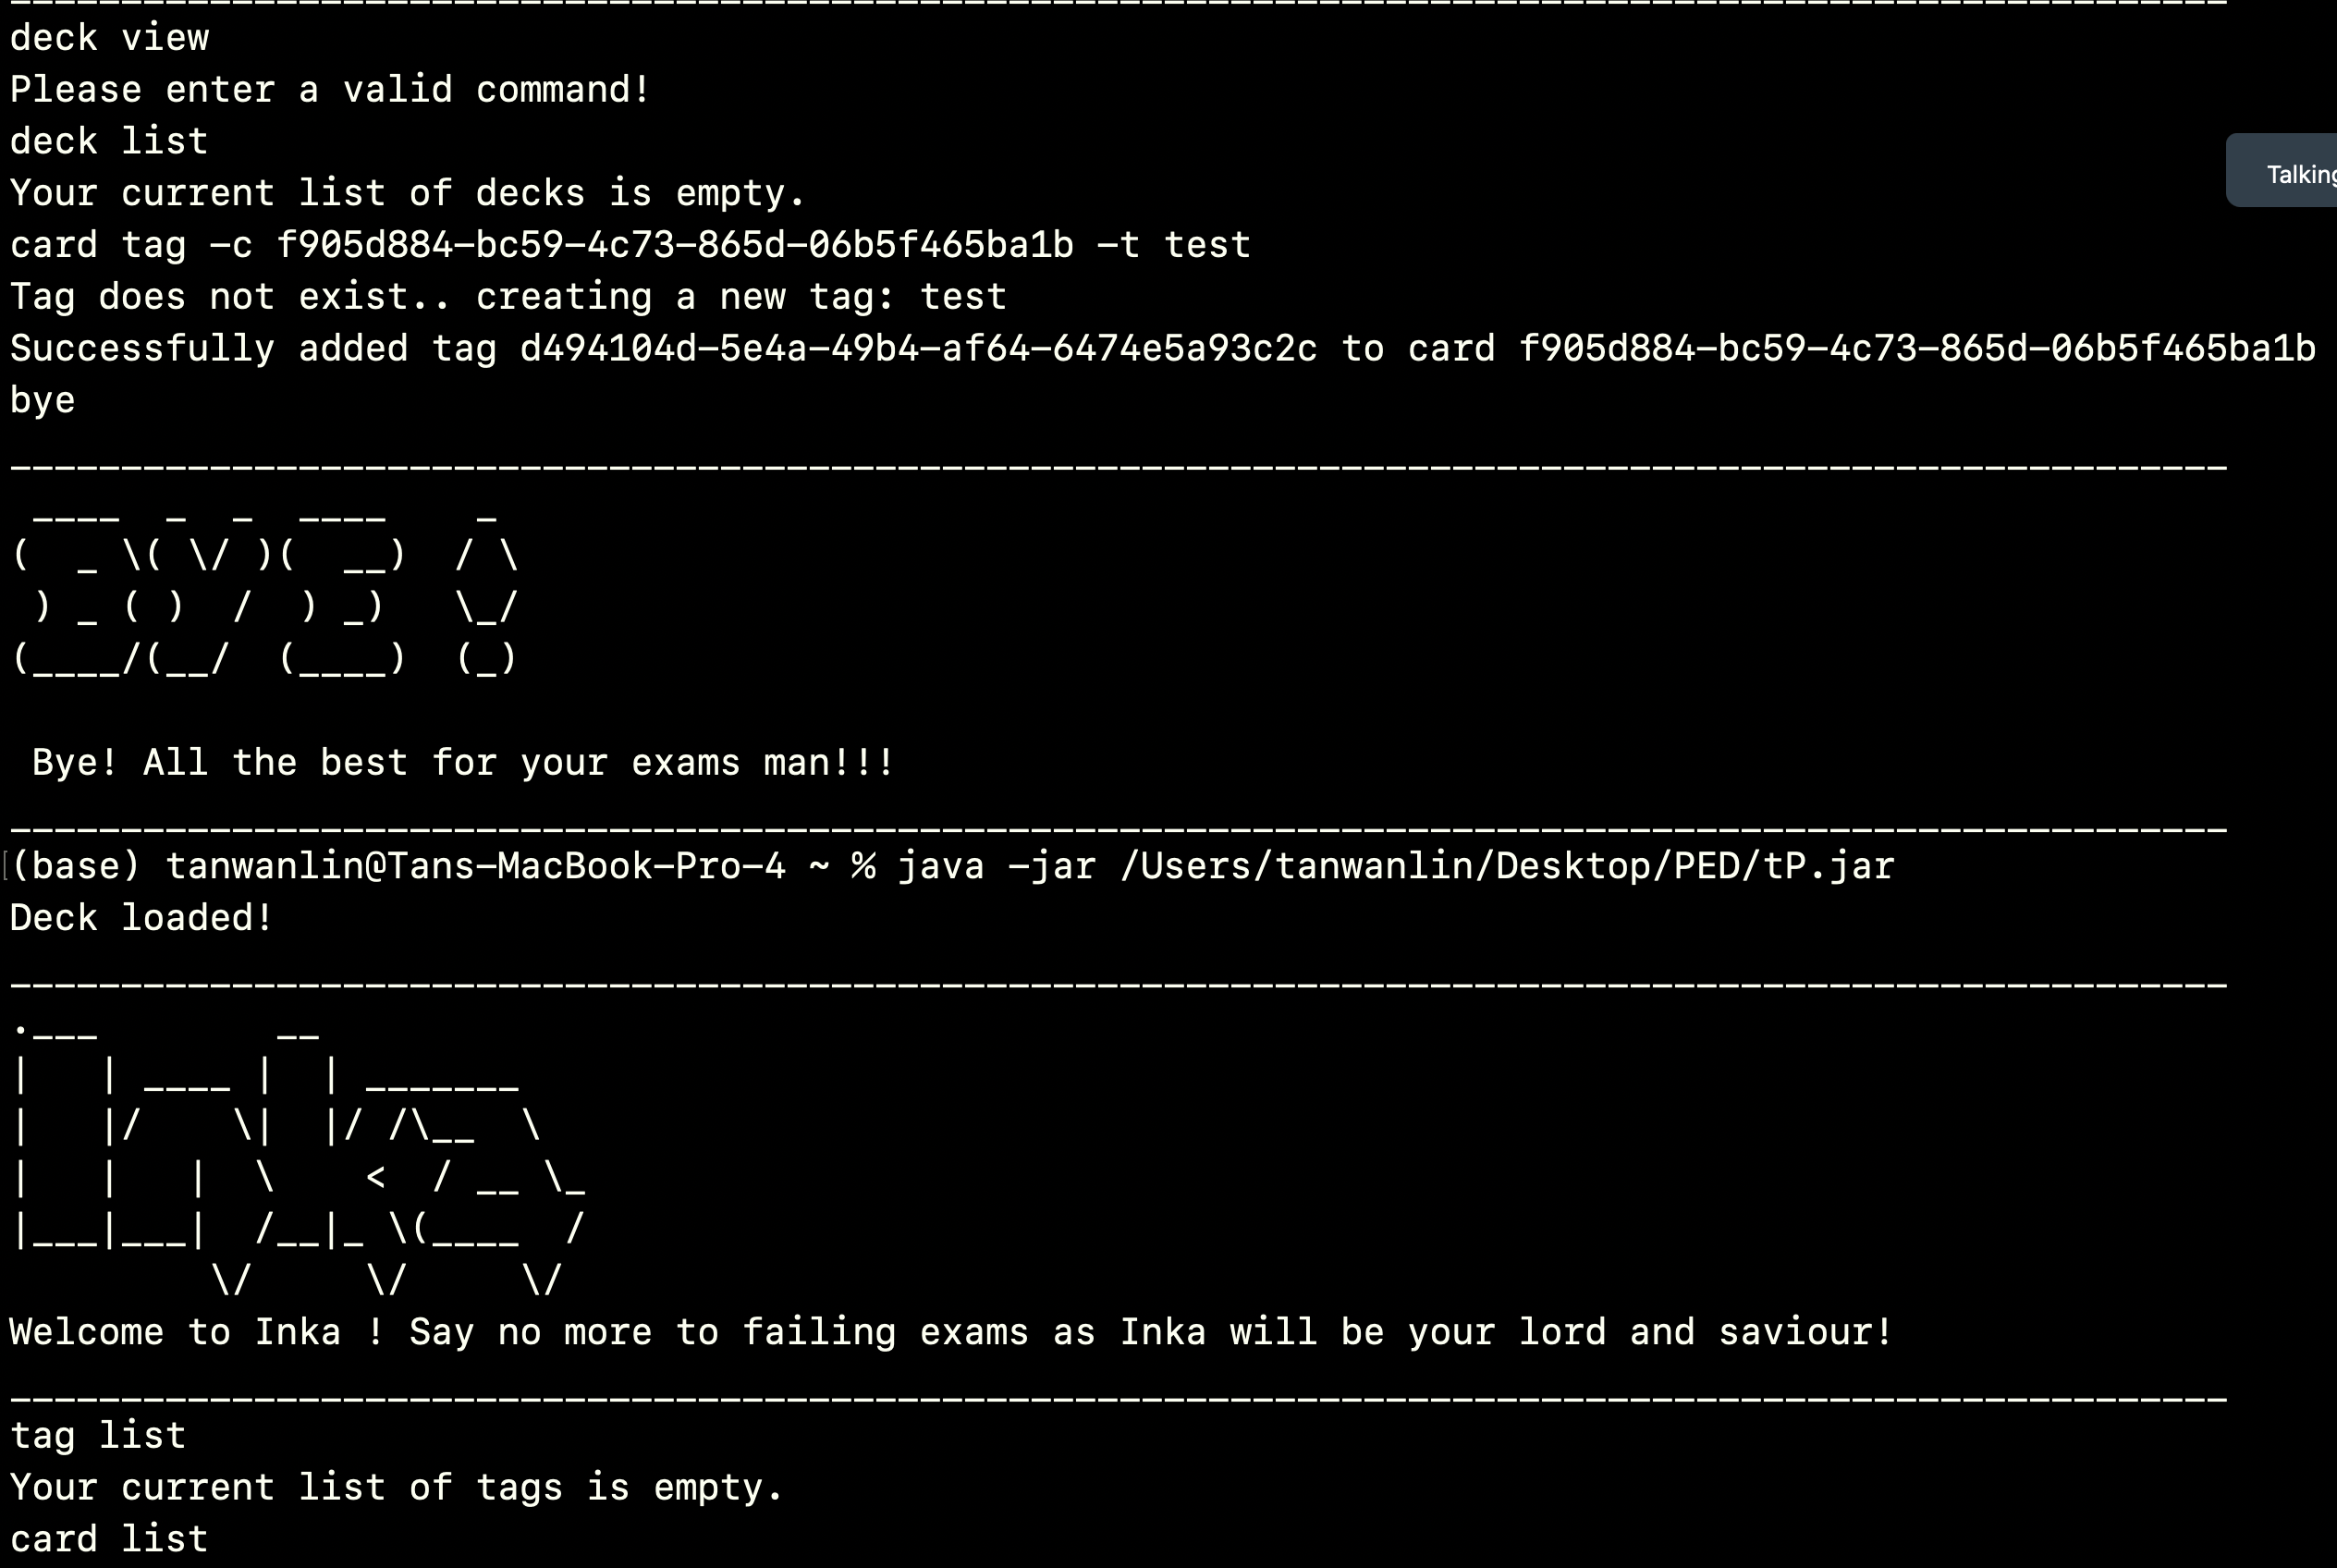 deck view
Please enter a valid command!
deck list
Your current list of decks is empty.
Talking
card tag -c f905d884-bc59-4c73-865d-06b5f465ba1b -t test
Tag does not exist.. creating a new tag: test
Successfully added tag d494104d-5e4a-49b4-af64-6474e5a93c2c to card f905d884-bc59-4c73-865d-06b5f465ba1b
bye
 ____  _  _  ____    _
(  _ \( \/ )(  __)  / \
 ) _ ( )  /  ) _)   \_/
(____/(__/  (____)  (_)
Bye! All the best for your exams man!!!
(base) tanwanlin@Tans-MacBook-Pro-4 ~ % java -jar /Users/tanwanlin/Desktop/PED/tP.jar
Deck loaded!
.___        __
|   | ____ |  | _______
|   |/    \|  |/ /\__  \
|   |   |  \    <  / __ \_
|___|___|  /__|_ \(____  /
         \/     \/     \/
Welcome to Inka ! Say no more to failing exams as Inka will be your lord and saviour!
tag list
Your current list of tags is empty.
card list